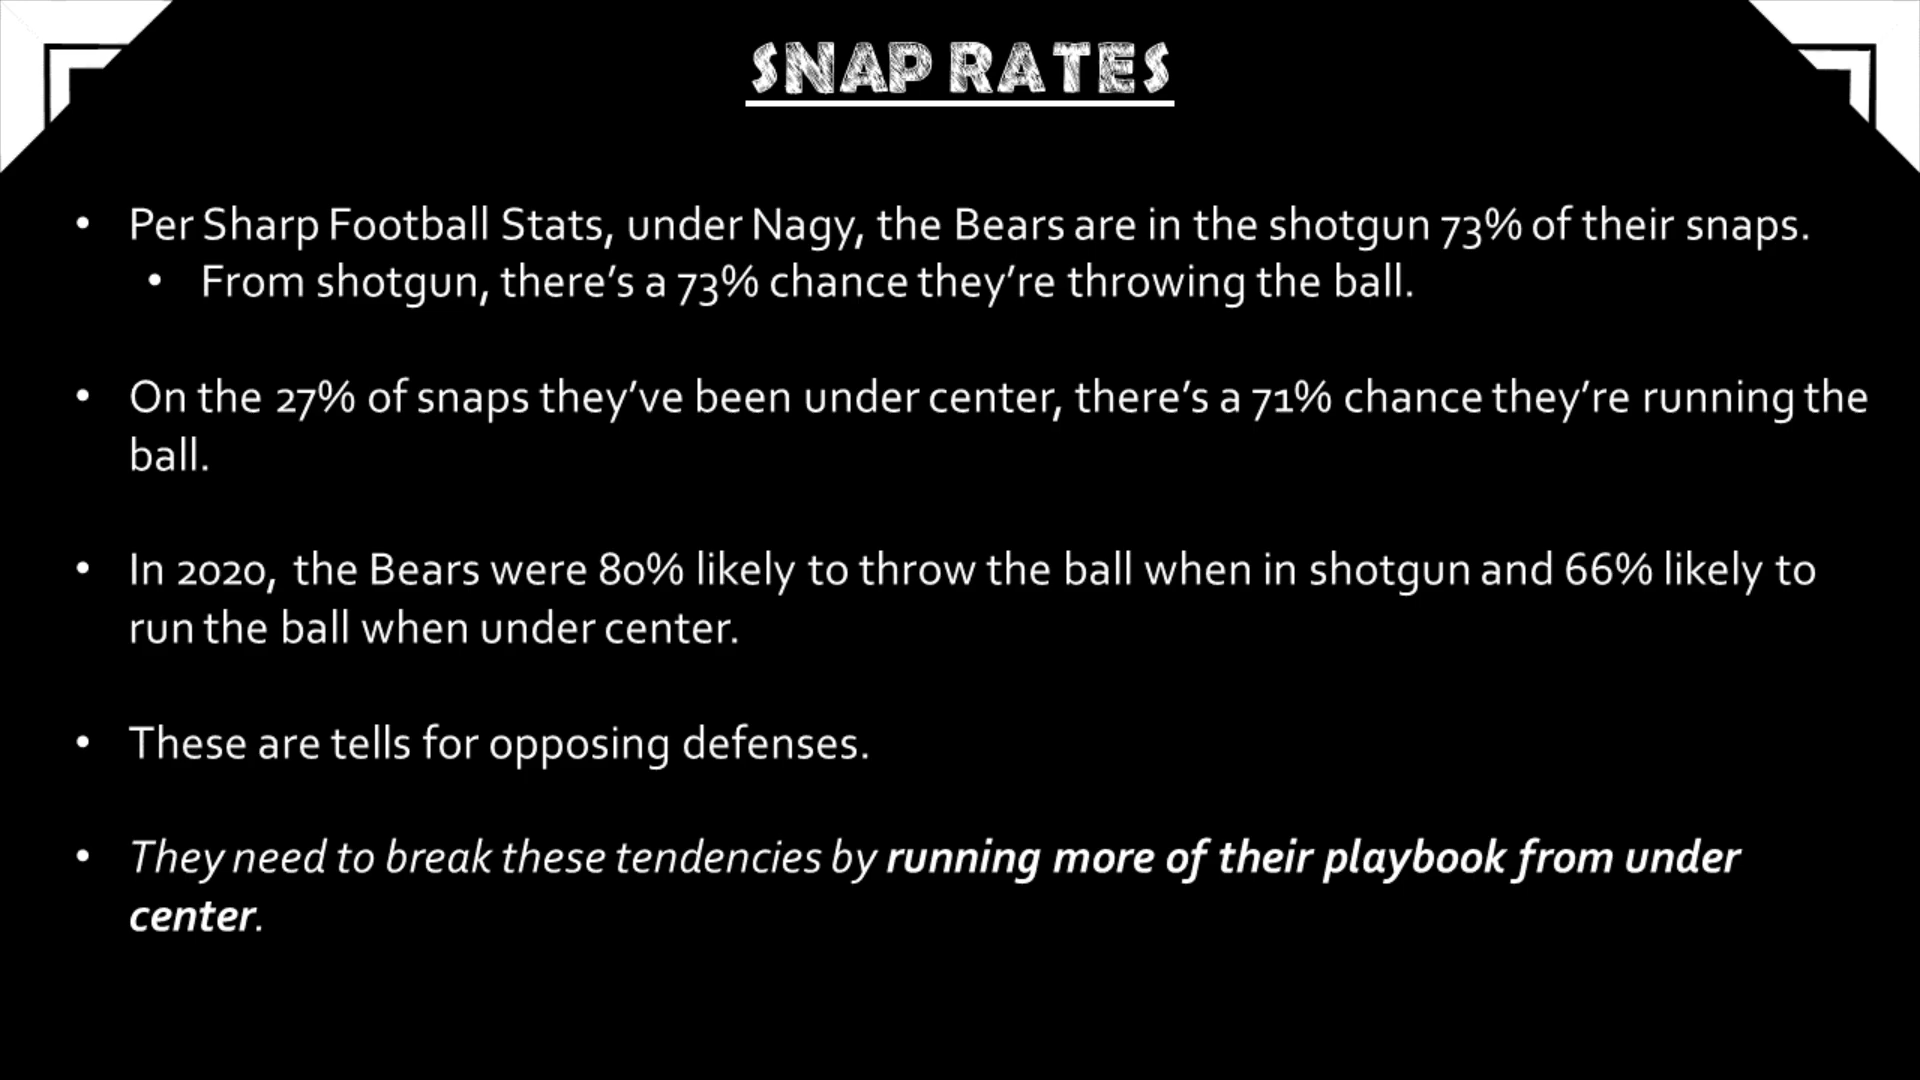 SNAP RATES
• Per Sharp Football Stats, under Nagy, the Bears are in the shotgun 73% of their snaps.
• From shotgun, there’s a 73% chance they’re throwing the ball.
• On the 27% of snaps they’ve been under center, there’s a 71% chance they’re running the
ball.
• In 2020, the Bears were 80% likely to throw the ball when in shotgun and 66% likely to
run the ball when under center.
• These are tells for opposing defenses.
• They need to break these tendencies by running more of their playbook from under
center.